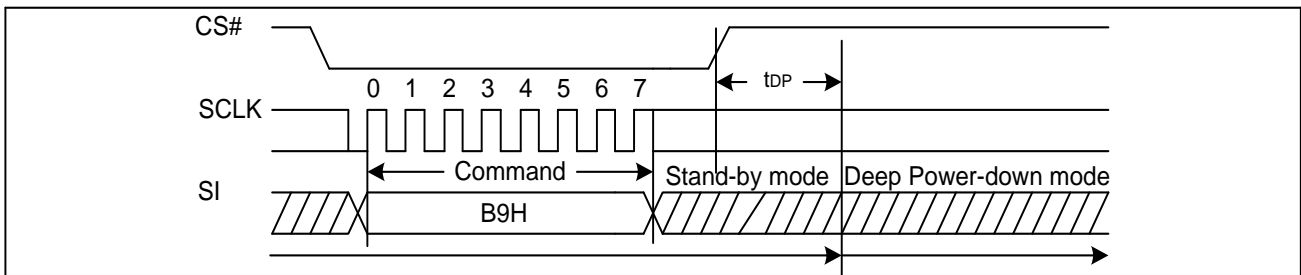 CS#
tDP
0 1 2 3 4 5 6 7
SCLK
Command
Stand-by mode Deep Power-down mode
SI
B9H